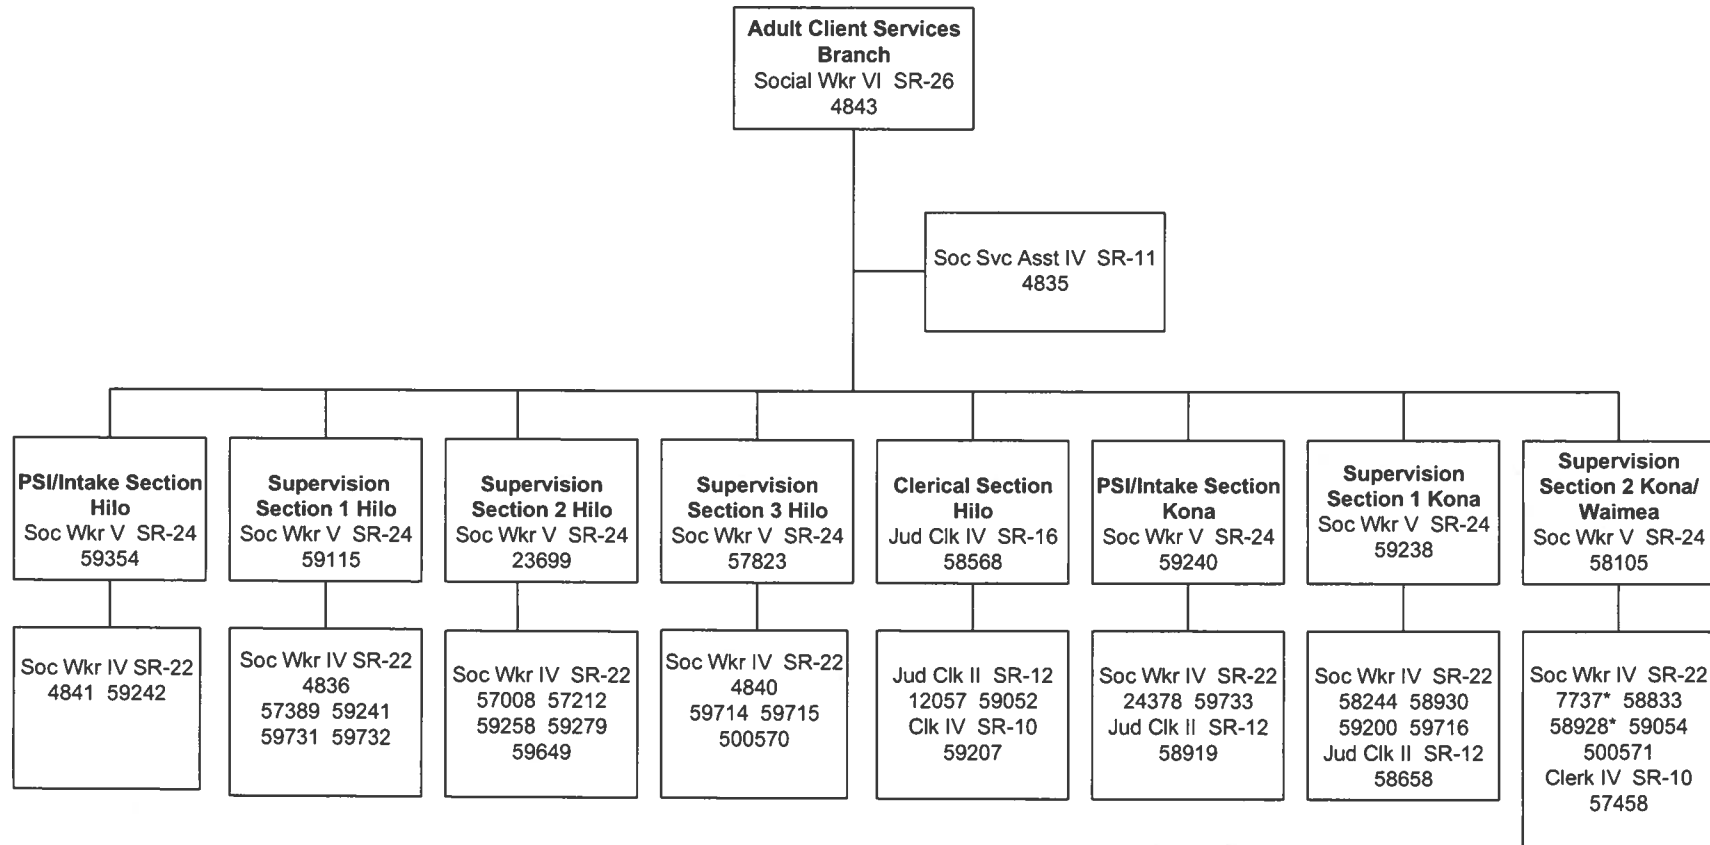 Adult Client Services
Branch
Social Wkr VI SR-26
4843
Soc Svc Asst IV SR-11
4835
PSI/Intake Section
Hilo
Soc Wkr V SR-24
59354
Supervision
Section 1 Hilo
Soc Wkr V SR-24
59115
Supervision
Section 2 Hilo
Soc Wkr V SR-24
23699
Supervision
Section 3 Hilo
Soc Wkr V SR-24
57823
Clerical Section
Hilo
Jud Clk IV SR-16
58568
PSI/Intake Section
Kona
Soc Wkr V SR-24
59240
Supervision
Section 1 Kona
Soc Wkr V SR-24
59238
Supervision
Section 2 Kona/
Waimea
Soc Wkr V SR-24
58105
Soc Wkr IV SR-22
4841 59242
Soc Wkr IV SR-22
4836
57389 59241
59731 59732
Soc Wkr IV SR-22
57008 57212
59258 59279
59649
Soc Wkr IV SR-22
4840
59714 59715
500570
Jud Clk II SR-12
12057 59052
Clk IV SR-10
59207
Soc Wkr IV SR-22
24378 59733
Jud Clk II SR-12
58919
Soc Wkr IV SR-22
58244 58930
59200 59716
Jud Clk II SR-12
58658
Soc Wkr IV SR-22
7737* 58833
58928* 59054
500571
Clerk IV SR-10
57458